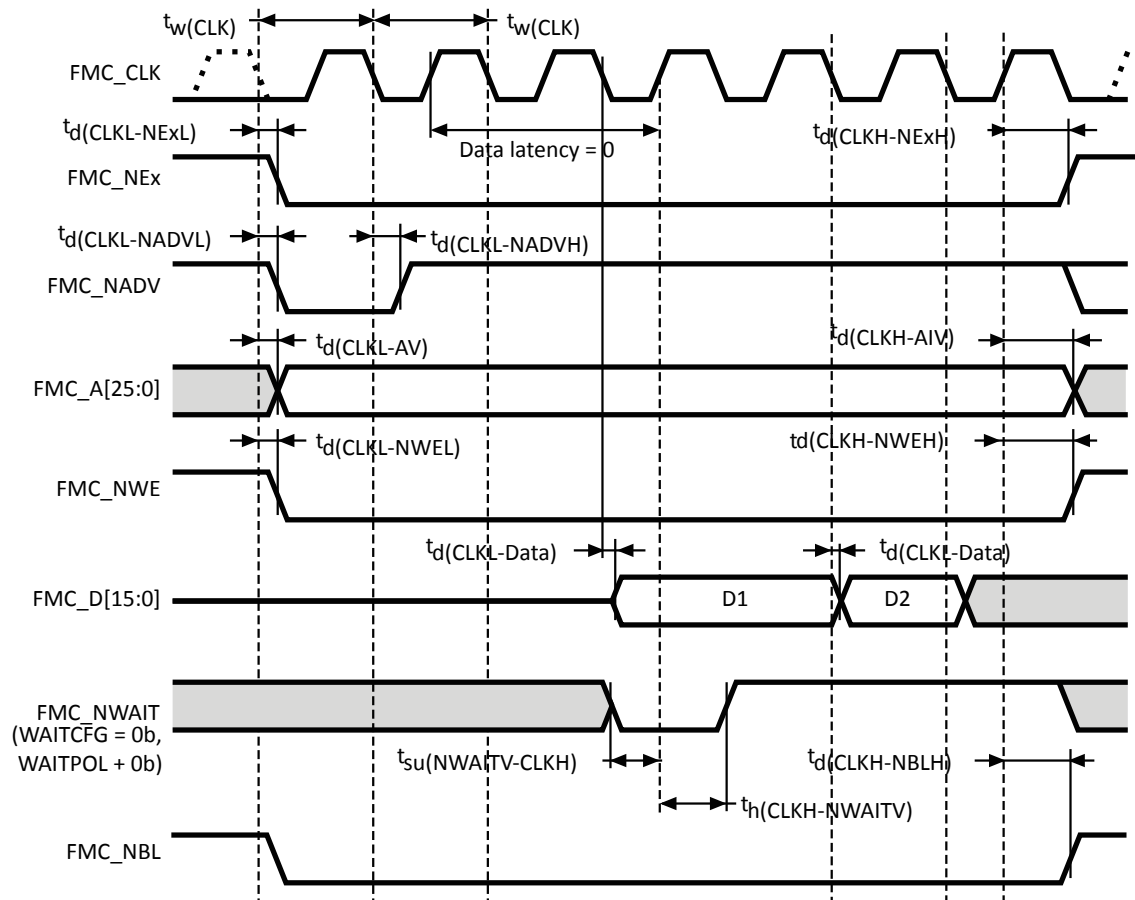 tw(CLK) tw(CLK)
FMC_CLK
td(CLKL-NExL) Data latency = 0 td(CLKH-NExH)
FMC_NEx
td(CLKL-NADVL) td(CLKL-NADVH)
FMC_NADV
td(CLKL-AV) td(CLKH-AIV)
FMC_A[25:0]
td(CLKL-NWEL) td(CLKH-NWEH)
FMC_NWE
td(CLKL-Data) td(CLKL-Data)
FMC_D[15:0] D1 D2
FMC_NWAIT
(WAITCFG = 0b,
WAITPOL + 0b) tsu(NWAITV-CLKH) td(CLKH-NBLH)
th(CLKH-NWAITV)
FMC_NBL